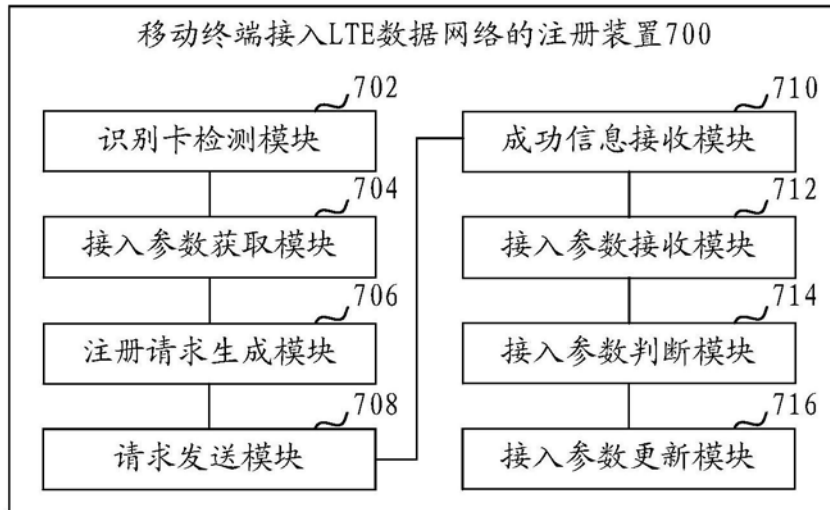 移动终端接入LTE数据网络的注册装置700
702
识别卡检测模块
704
接入参数获取模块
706
注册请求生成模块
708
请求发送模块
710
成功信息接收模块
712
接入参数接收模块
714
接入参数判断模块
716
接入参数更新模块